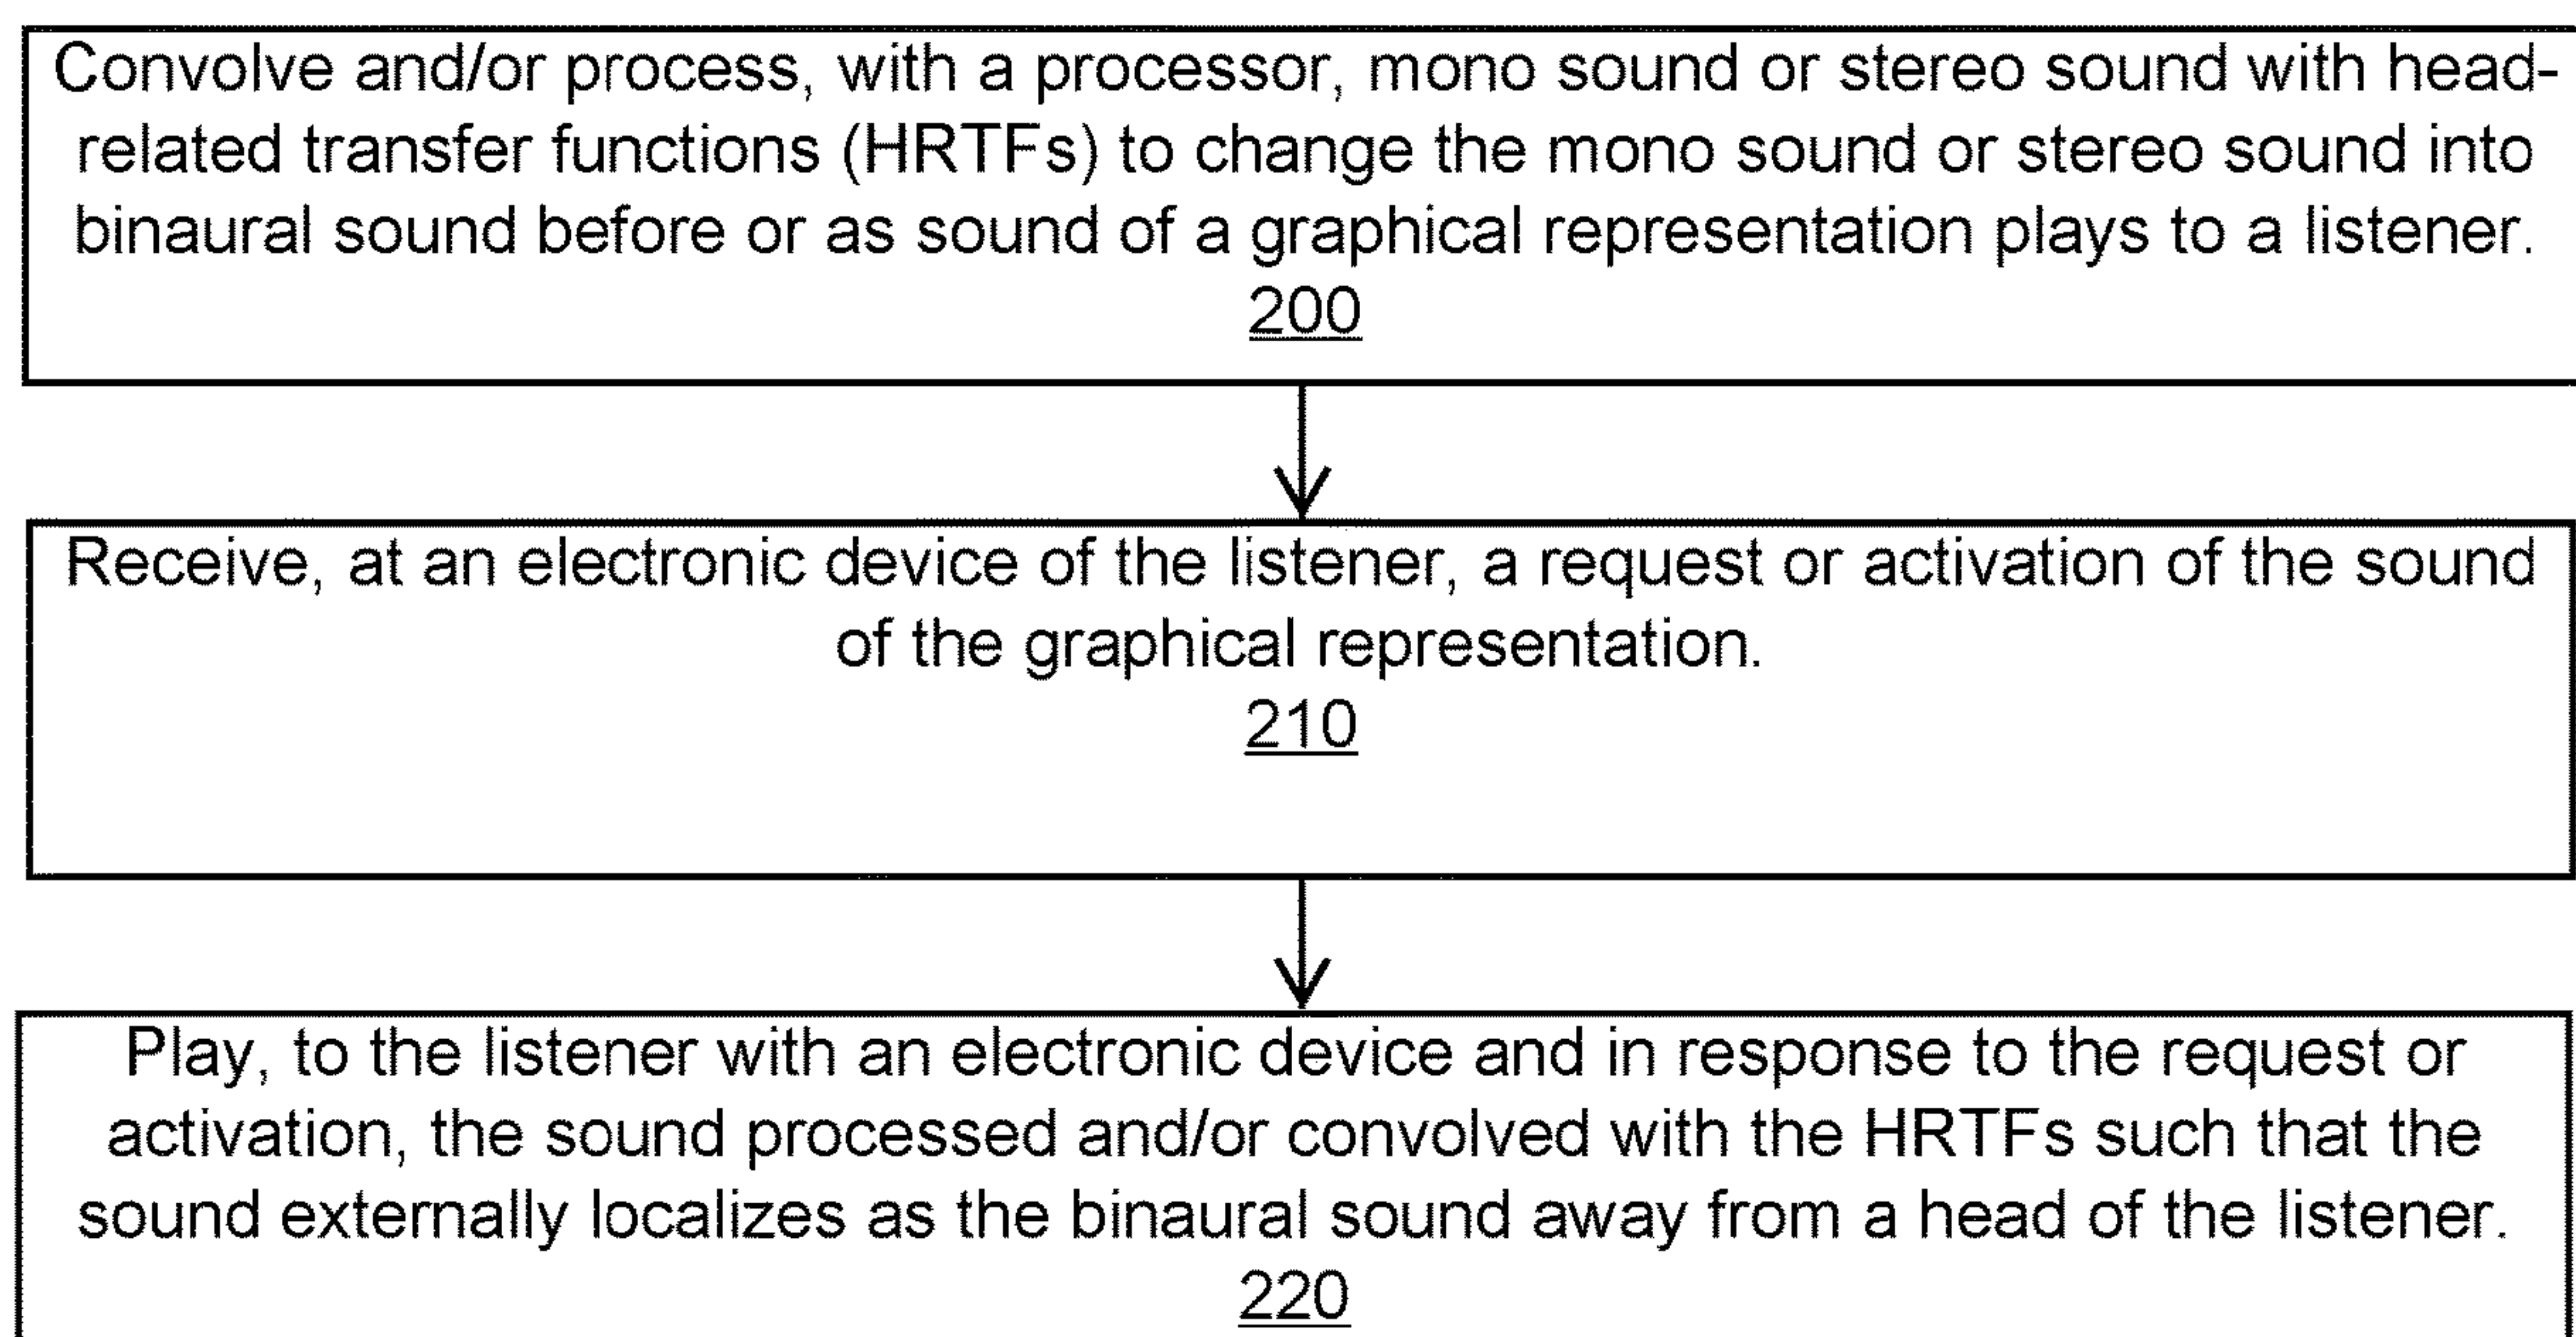 Convolve and/or process, with a processor, mono sound or stereo sound with head-
related transfer functions (HRTFs) to change the mono sound or stereo sound into
binaural sound before or as sound of a graphical representation plays to a listener.
200
Receive, at an electronic device of the listener, a request or activation of the sound
of the graphical representation.
210
Play, to the listener with an electronic device and in response to the request or
activation, the sound processed and/or convolved with the HRTFs such that the
sound externally localizes as the binaural sound away from a head of the listener.
220